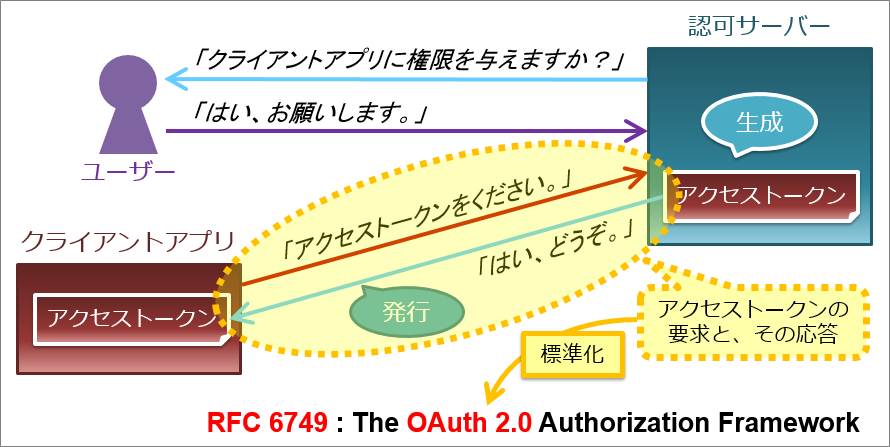 認可サーバー
「クライアントアプリに権限を与えますか？」
「はい、お願いします。」
生成
ユーザー
アクセストークン
「アクセストークンをください。」
クライアントアプリ
「はい、どうぞ。」
アクセストークン
発行
アクセストークンの
要求と、その応答
標準化
RFC 6749 : The OAuth 2.0 Authorization Framework